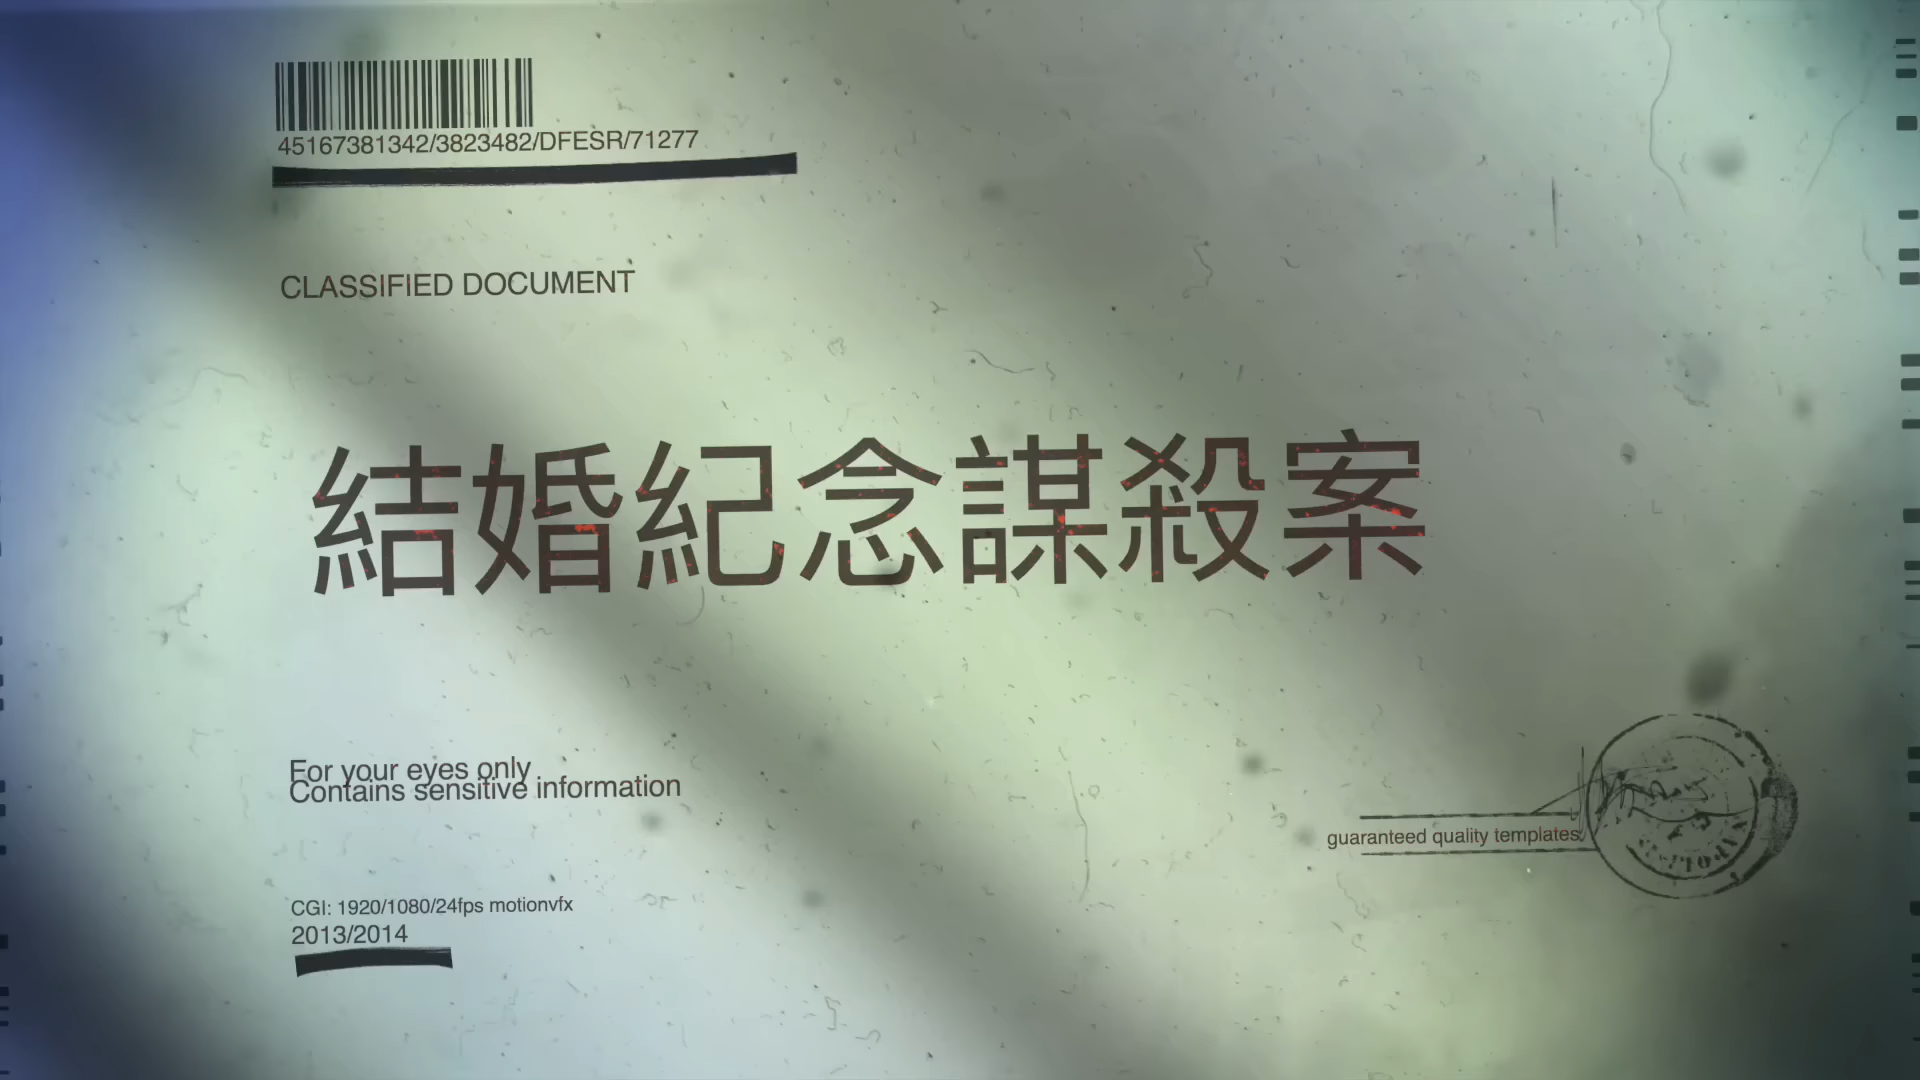 45167381342/3823482/DFESR/71277
CLASSIFIED DOCUMENT
結婚紀念謀殺案
For your eyes only
Contains sensitive information
guaranteed quality templates
CGI: 1920/1080/24fps motionvfx
2013/2014